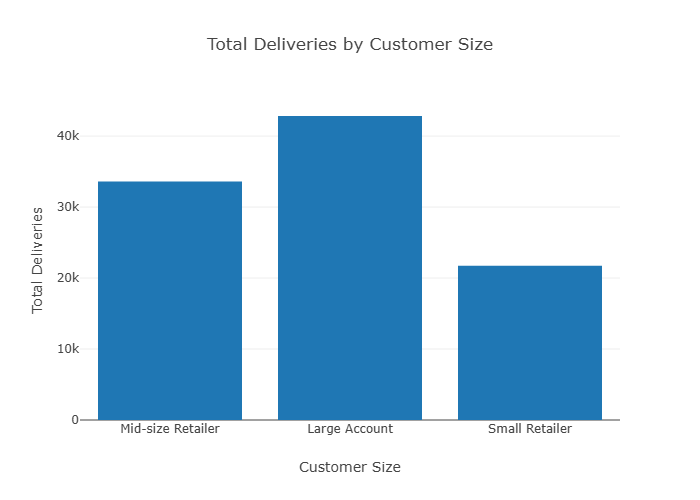 Total Deliveries by Customer Size
Total Deliveries
40k
30k
20k
10k
0
Mid-size Retailer
Large Account
Small Retailer
Customer Size